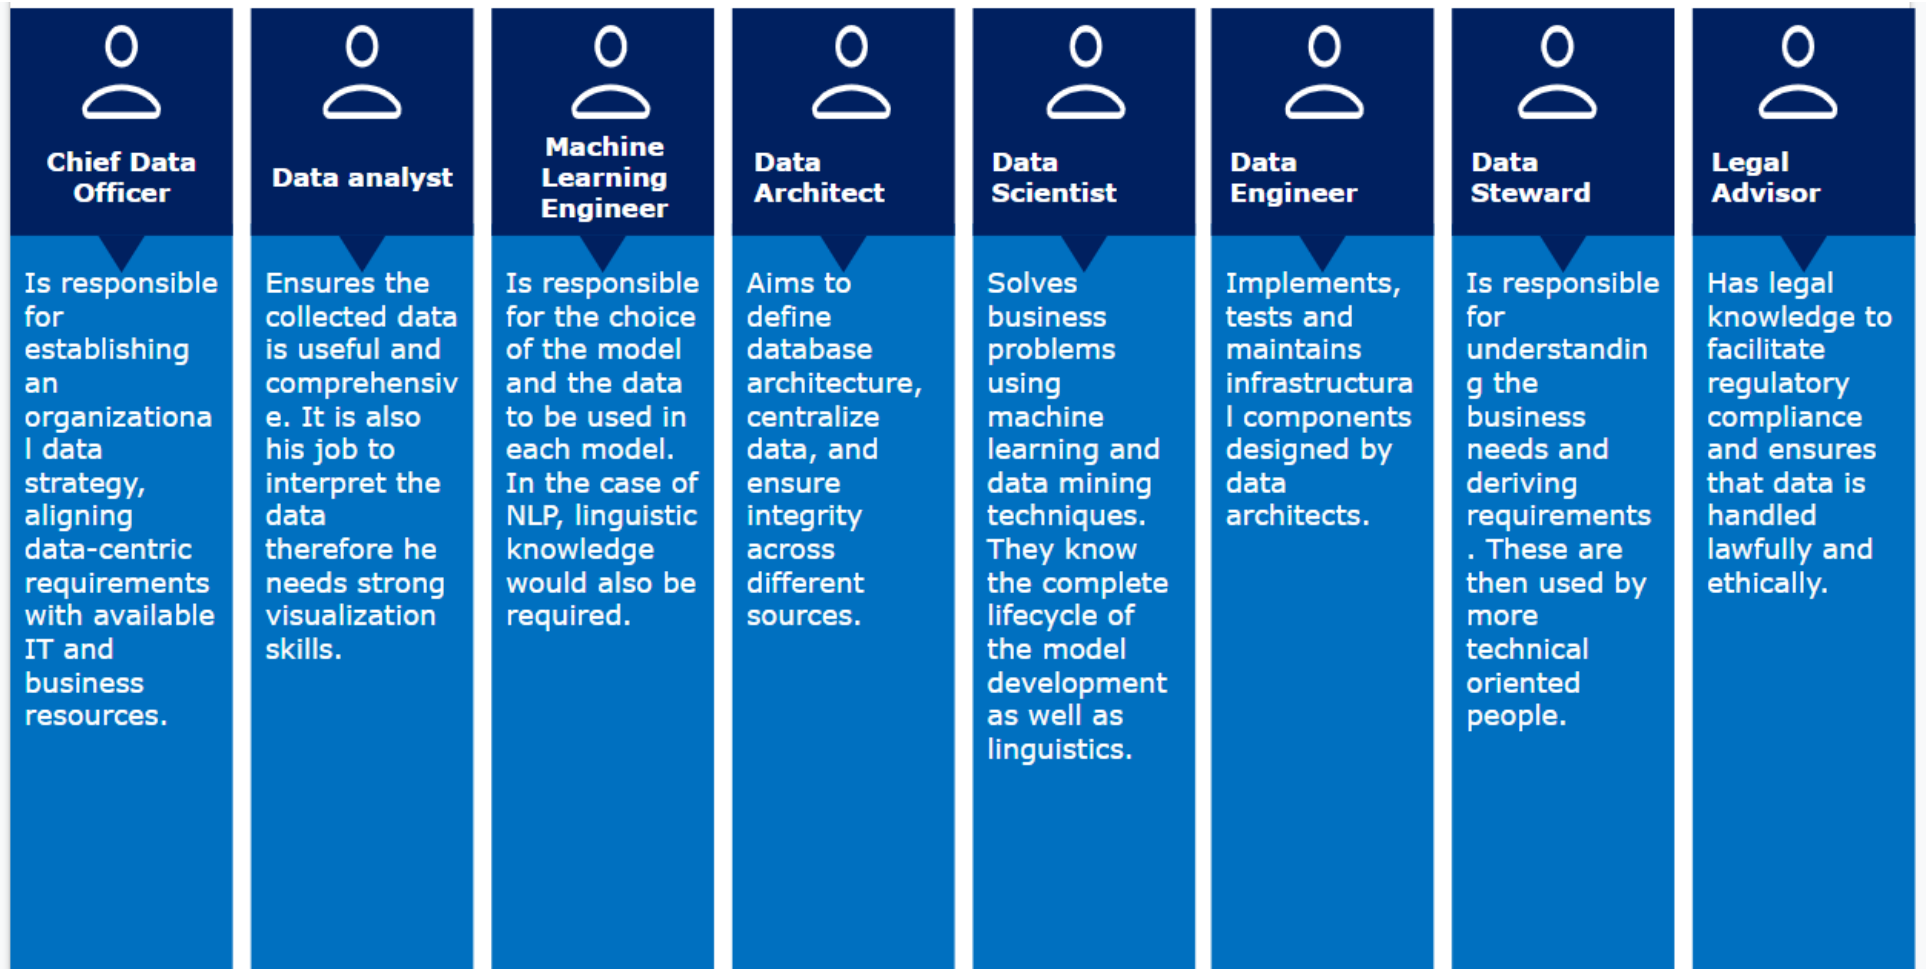 Chief Data
Officer
Is responsible
for
establishing
an
organizationa
l data
strategy,
aligning
data-centric
requirements
with available
IT and
business
resources.
Data analyst
Ensures the
collected data
is useful and
comprehensiv
e. It is also
his job to
interpret the
data
therefore he
needs strong
visualization
skills.
Machine
Learning
Engineer
Is responsible
for the choice
of the model
and the data
to be used in
each model.
In the case of
NLP, linguistic
knowledge
would also be
required.
Data
Architect
Aims to
define
database
architecture,
centralize
data, and
ensure
integrity
across
different
sources.
Data
Scientist
Solves
business
problems
using
machine
learning and
data mining
techniques.
They know
the complete
lifecycle of
the model
development
as well as
linguistics.
Data
Engineer
Implements,
tests and
maintains
infrastructura
l components
designed by
data
architects.
Data
Steward
Is responsible
for
understandin
g the
business
needs and
deriving
requirements
. These are
then used by
more
technical
oriented
people.
Legal
Advisor
Has legal
knowledge to
facilitate
regulatory
compliance
and ensures
that data is
handled
lawfully and
ethically.